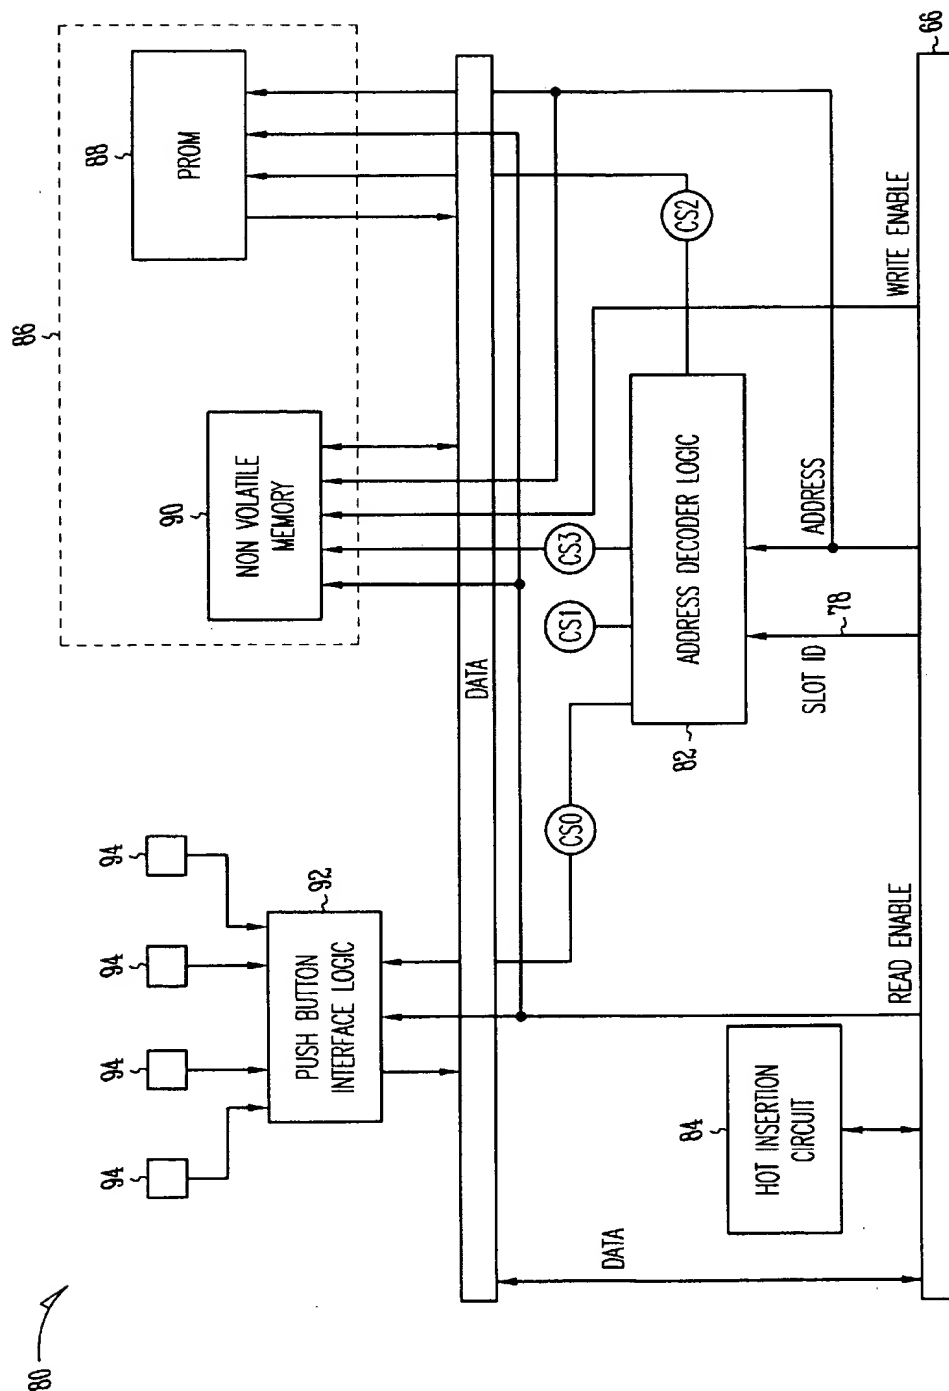 80
86
88
PROM
90
NON VOLATILE
MEMORY
94
94
94
94
92
PUSH BUTTON
INTERFACE LOGIC
DATA
CS0
CS1
CS3
CS2
82
ADDRESS DECODER LOGIC
84
HOT INSERTION
CIRCUIT
DATA
READ ENABLE
SLOT ID
78
ADDRESS
WRITE ENABLE
66